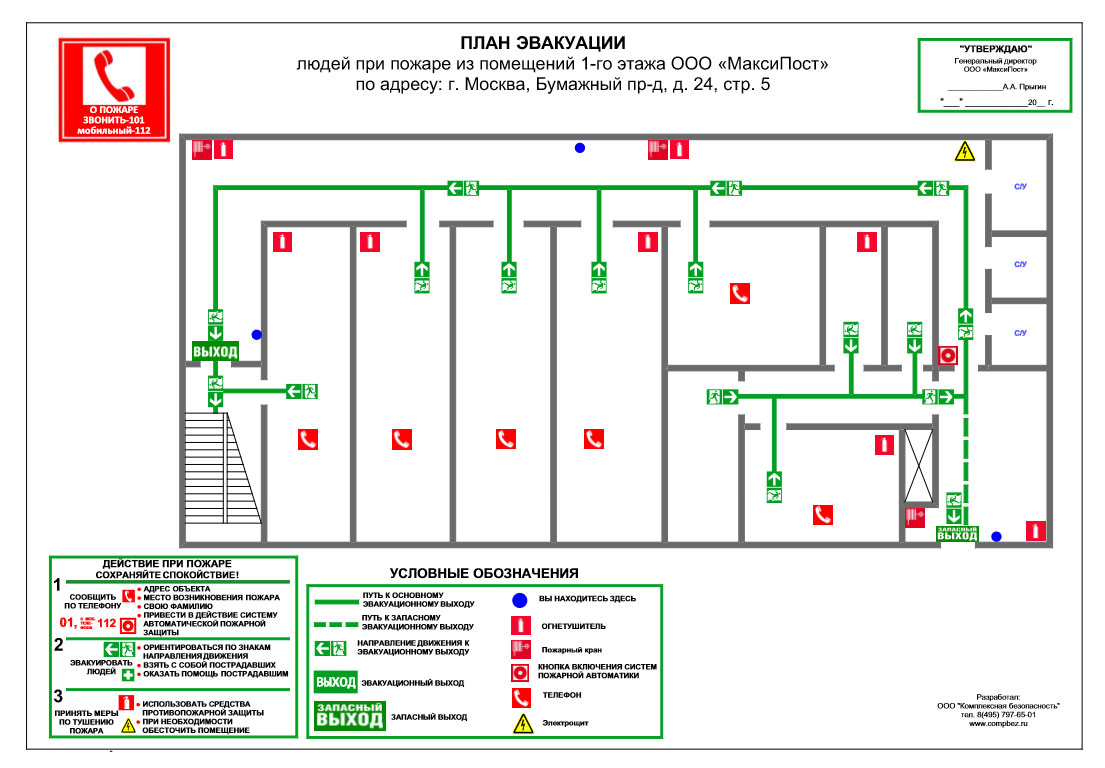 ПЛАН ЭВАКУАЦИИ
людей при пожаре из помещений 1-го этажа ООО «МаксиПост»
по адресу: г. Москва, Бумажный пр-д, д. 24, стр. 5
О ПОЖАРЕ
ЗВОНИТЬ-101
мобильный-112
"УТВЕРЖДАЮ"
Генеральный директор
ООО «МаксиПост»
______________А.А. Прыгин
"___" ______________20__ г.
С/У
С/У
С/У
ВЫХОД
ЗАПАСНЫЙ
ВЫХОД
ДЕЙСТВИЕ ПРИ ПОЖАРЕ
СОХРАНЯЙТЕ СПОКОЙСТВИЕ!
1
СООБЩИТЬ
ПО ТЕЛЕФОНУ
01, С МОБ. ТЕЛЕ- ФОНА 112
• АДРЕС ОБЪЕКТА
• МЕСТО ВОЗНИКНОВЕНИЯ ПОЖАРА
• СВОЮ ФАМИЛИЮ
• ПРИВЕСТИ В ДЕЙСТВИЕ СИСТЕМУ
АВТОМАТИЧЕСКОЙ ПОЖАРНОЙ
ЗАЩИТЫ
2
ЭВАКУИРОВАТЬ
ЛЮДЕЙ
• ОРИЕНТИРОВАТЬСЯ ПО ЗНАКАМ
НАПРАВЛЕНИЯ ДВИЖЕНИЯ
• ВЗЯТЬ С СОБОЙ ПОСТРАДАВШИХ
• ОКАЗАТЬ ПОМОЩЬ ПОСТРАДАВШИМ
3
ПРИНЯТЬ МЕРЫ
ПО ТУШЕНИЮ
ПОЖАРА
• ИСПОЛЬЗОВАТЬ СРЕДСТВА
ПРОТИВОПОЖАРНОЙ ЗАЩИТЫ
• ПРИ НЕОБХОДИМОСТИ
ОБЕСТОЧИТЬ ПОМЕЩЕНИЕ
УСЛОВНЫЕ ОБОЗНАЧЕНИЯ
ПУТЬ К ОСНОВНОМУ
ЭВАКУАЦИОННОМУ ВЫХОДУ
ПУТЬ К ЗАПАСНОМУ
ЭВАКУАЦИОННОМУ ВЫХОДУ
НАПРАВЛЕНИЕ ДВИЖЕНИЯ К
ЭВАКУАЦИОННОМУ ВЫХОДУ
ВЫХОД ЭВАКУАЦИОННЫЙ ВЫХОД
ЗАПАСНЫЙ
ВЫХОД ЗАПАСНЫЙ ВЫХОД
ВЫ НАХОДИТЕСЬ ЗДЕСЬ
ОГНЕТУШИТЕЛЬ
Пожарный кран
КНОПКА ВКЛЮЧЕНИЯ СИСТЕМ
ПОЖАРНОЙ АВТОМАТИКИ
ТЕЛЕФОН
Электрощит
Разработал:
ООО "Комплексная безопасность"
тел. 8(495) 797-65-01
www.compbez.ru